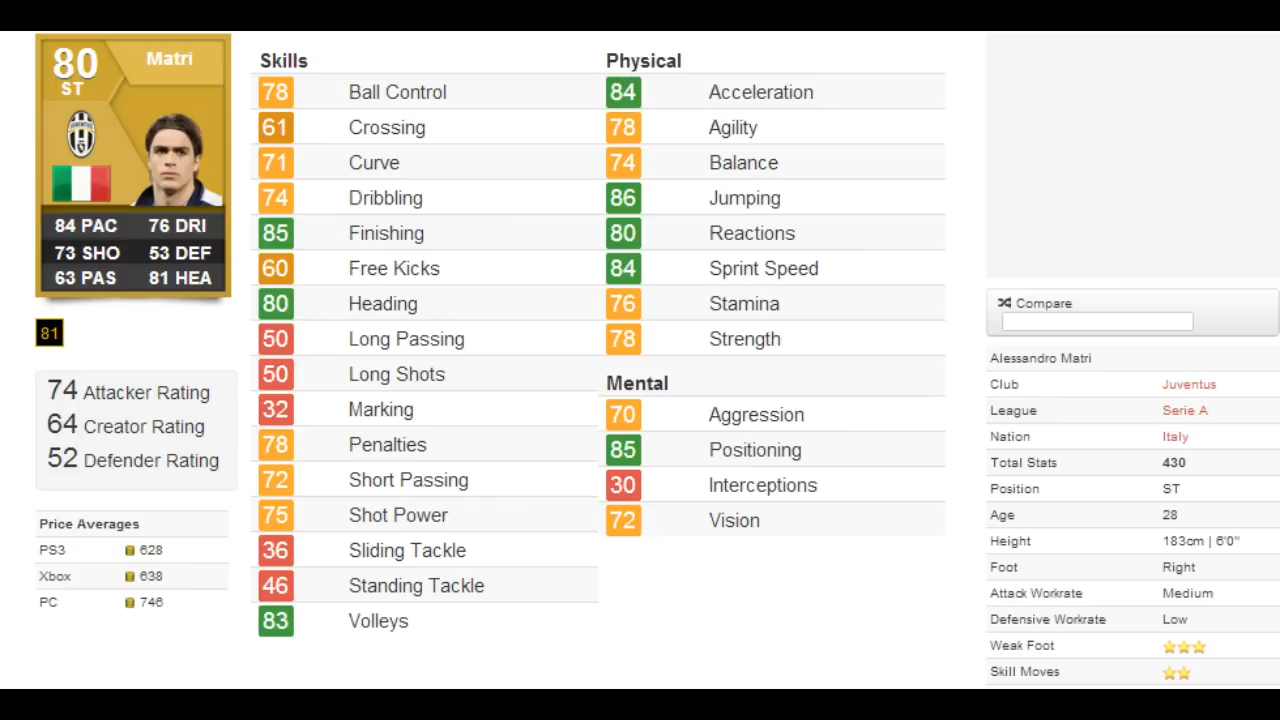 80
ST
Matri
JUVENTUS
84 PAC 76 DRI
73 SHO 53 DEF
63 PAS 81 HEA
81
74 Attacker Rating
64 Creator Rating
52 Defender Rating
Price Averages
PS3 628
Xbox 638
PC 746
Skills
78 Ball Control
61 Crossing
71 Curve
74 Dribbling
85 Finishing
60 Free Kicks
80 Heading
50 Long Passing
50 Long Shots
32 Marking
78 Penalties
72 Short Passing
75 Shot Power
36 Sliding Tackle
46 Standing Tackle
83 Volleys
Physical
84 Acceleration
78 Agility
74 Balance
86 Jumping
80 Reactions
84 Sprint Speed
76 Stamina
78 Strength
Mental
70 Aggression
85 Positioning
30 Interceptions
72 Vision
Compare
Alessandro Matri
Club Juventus
League Serie A
Nation Italy
Total Stats 430
Position ST
Age 28
Height 183cm | 6'0"
Foot Right
Attack Workrate Medium
Defensive Workrate Low
Weak Foot
Skill Moves